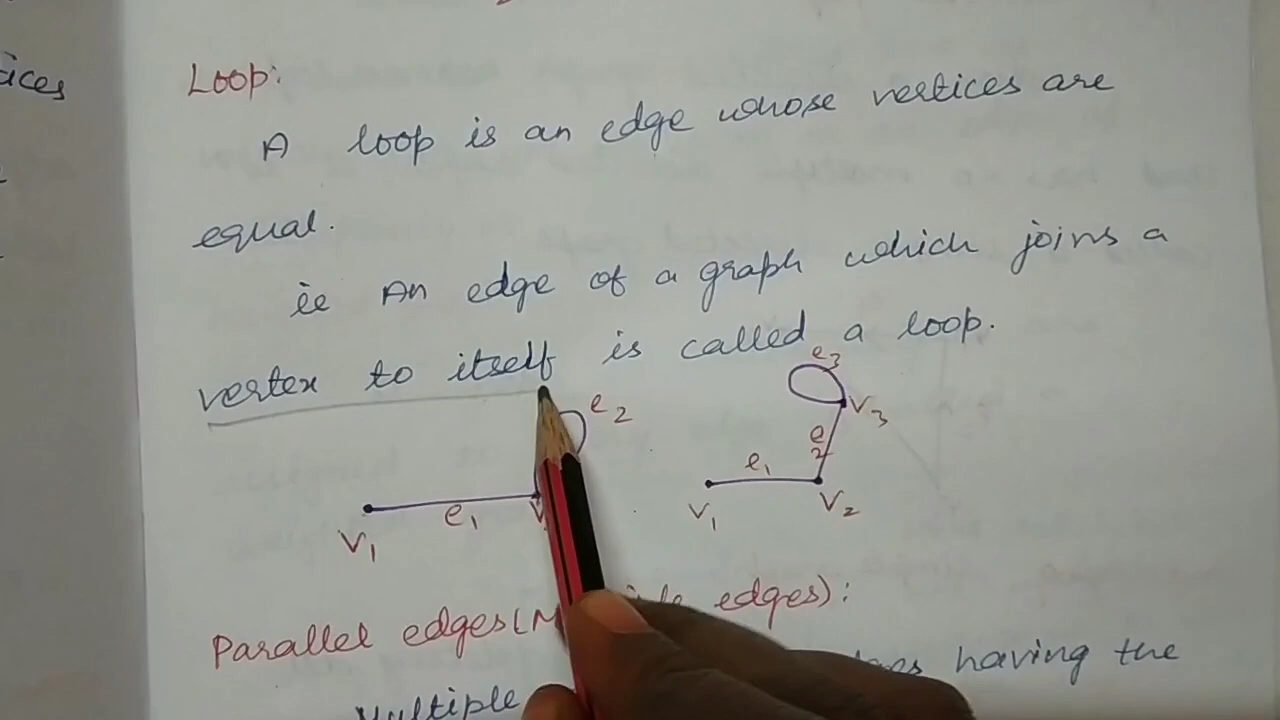 Loop:
A loop is an edge whose vertices are
equal.
ie An edge of a graph which joins a
vertex to itself is called a loop.
e2
e1
V1
e3
V3
e2
e1
V1
V2
Parallel edges( edges):
Multiple having the